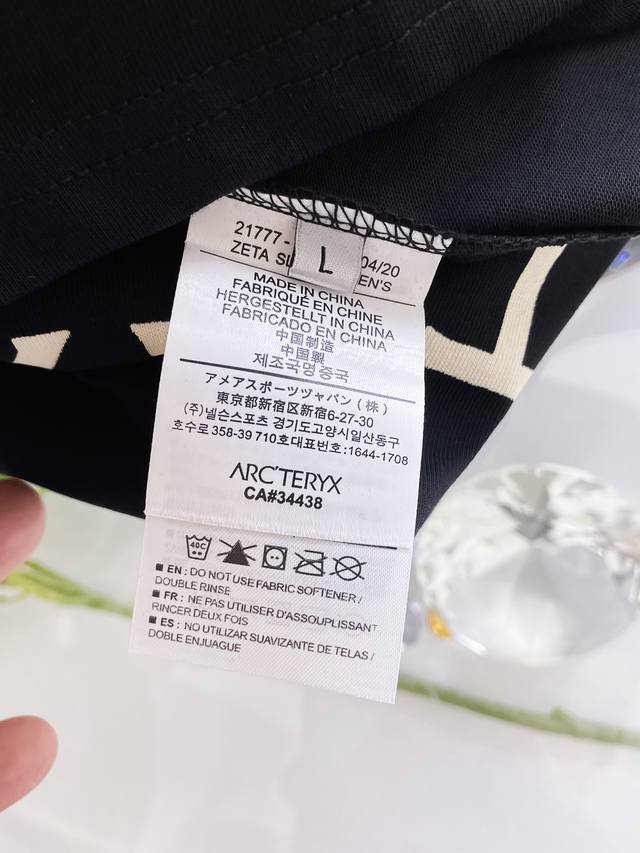 21777- 04/20
ZETA EN'S
L
MADE IN CHINA
FABRIQUÉ EN CHINE
HERGESTELLT IN CHINA
FABRICADO EN CHINA
中国制造
中国製
제조국명 중국
アメアスポーツジャパン(株)
東京都新宿区新宿6-27-30
(주)넬슨스포츠 경기도고양시일산동구
호수로 358-39 710호대표번호:1644-1708
ARC'TERYX
CA#34438
40C
EN : DO NOT USE FABRIC SOFTENER /
DOUBLE RINSE
FR : NE PAS UTILISER D'ASSOUPLISSANT
RINCER DEUX FOIS
ES : NO UTILIZAR SUAVIZANTE DE TELAS /
DOBLE ENJUAGUE